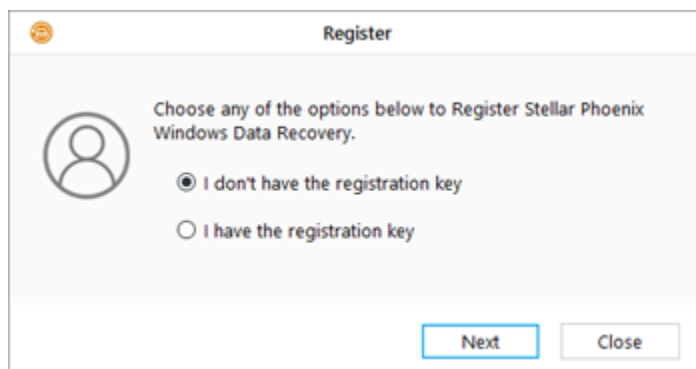 Register
Choose any of the options below to Register Stellar Phoenix
Windows Data Recovery.
I don't have the registration key
I have the registration key
Next
Close